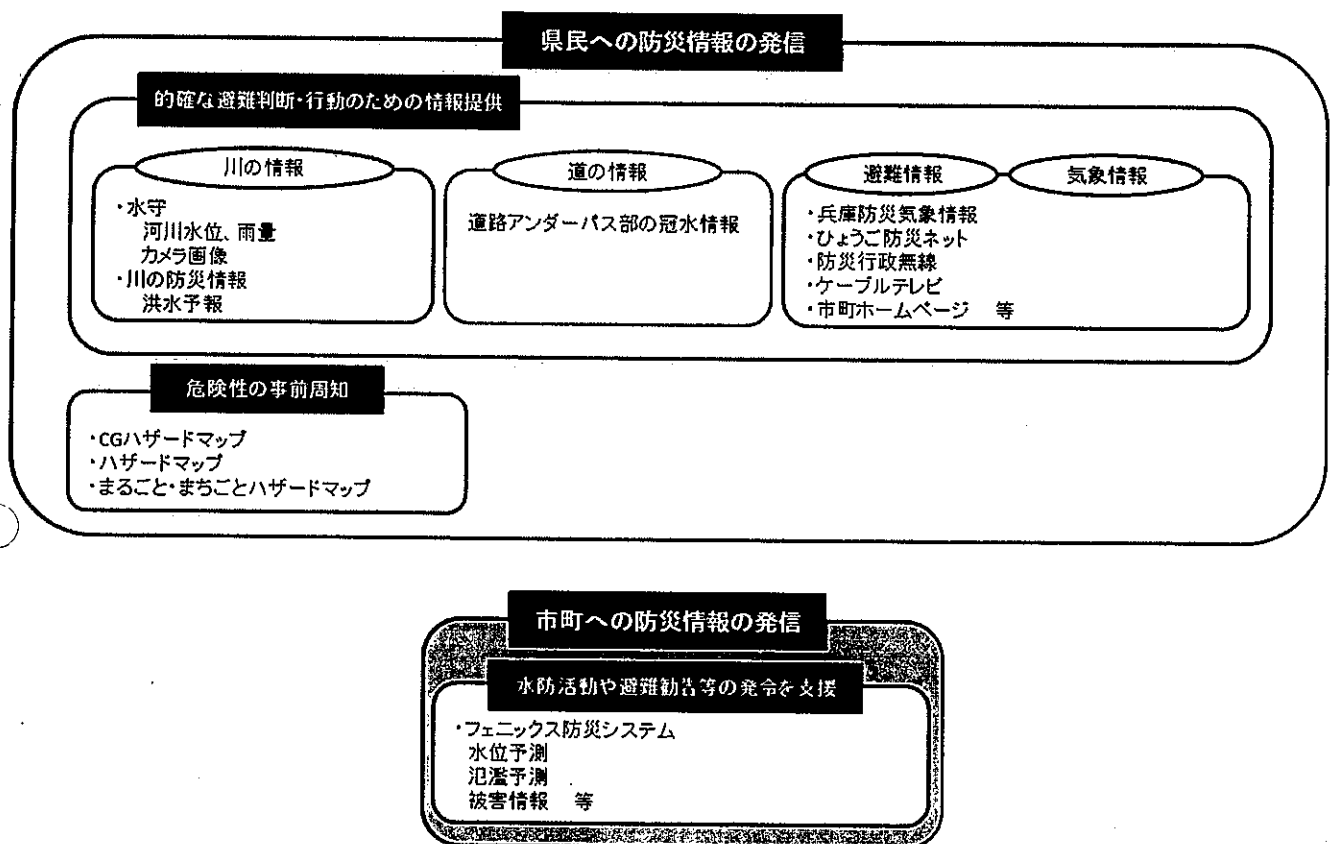 県民への防災情報の発信
的確な避難判断・行動のための情報提供
川の情報
・水守
河川水位、雨量
カメラ画像
・川の防災情報
洪水予報
道の情報
道路アンダーパス部の冠水情報
避難情報
気象情報
・兵庫防災気象情報
・ひょうご防災ネット
・防災行政無線
・ケーブルテレビ
・市町ホームページ　等
危険性の事前周知
・CGハザードマップ
・ハザードマップ
・まるごと・まちごとハザードマップ
市町への防災情報の発信
水防活動や避難勧告等の発令を支援
・フェニックス防災システム
水位予測
氾濫予測
被害情報　等